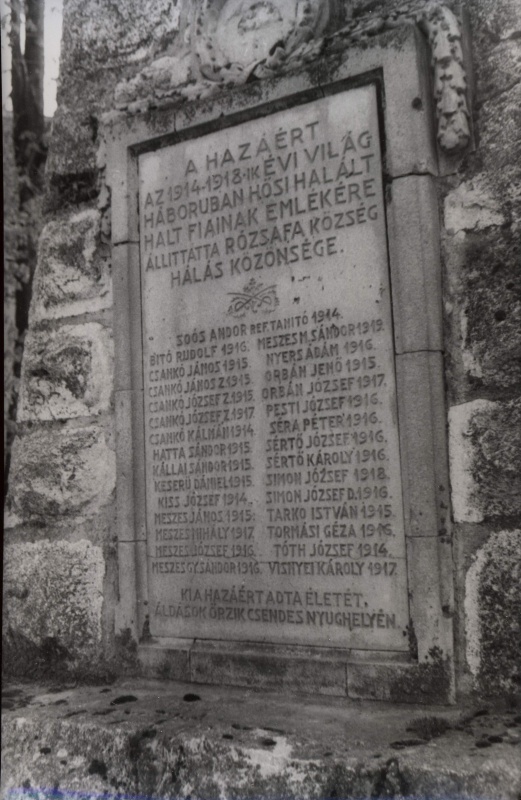 A HAZÁÉRT
AZ 1914-1918-IK ÉVI VILÁG
HÁBORUBAN HŐSI HALÁLT
HALT FIAINAK EMLÉKÉRE
ÁLLITTATTA RÓZSAFA KÖZSÉG
HÁLÁS KÖZÖNSÉGE.
SOÓS ANDOR REF. TANITÓ 1914.
BITÓ RUDOLF 1916.
CSANKÓ JÁNOS 1915.
CSANKÓ JÁNOS Z. 1915.
CSANKÓ JÓZSEF Z. 1915.
CSANKÓ JÓZSEF Z. 1917.
CSANKÓ KÁLMÁN 1914.
HATTA SÁNDOR 1915.
KÁLLAI SÁNDOR 1915.
KESERÜ DÁNIEL 1915.
KISS JÓZSEF 1914.
MESZES JÁNOS 1915.
MESZES MIHÁLY 1917.
MESZES JÓZSEF 1916.
MESZES GY. SÁNDOR 1916.
MESZES M. SÁNDOR 1919.
NYERS ÁDÁM 1916.
ORBÁN JEHŐ 1915.
ORBÁN JÓZSEF 1917.
PESTI JÓZSEF 1916.
SÉRA PÉTER 1916.
SÉRTŐ JÓZSEF 1916.
SÉRTŐ KÁROLY 1916.
SIMON JÓZSEF 1918.
SIMON JÓZSEF D. 1916.
TARKO ISTVÁN 1915.
TORMÁSI GÉZA 1916.
TÓTH JÓZSEF 1914.
VISNYEI KÁROLY 1917.
KI A HAZÁÉRT ADTA ÉLETÉT,
ÁLDÁSOK ŐRZIK CSENDES NYUGHELYÉN.